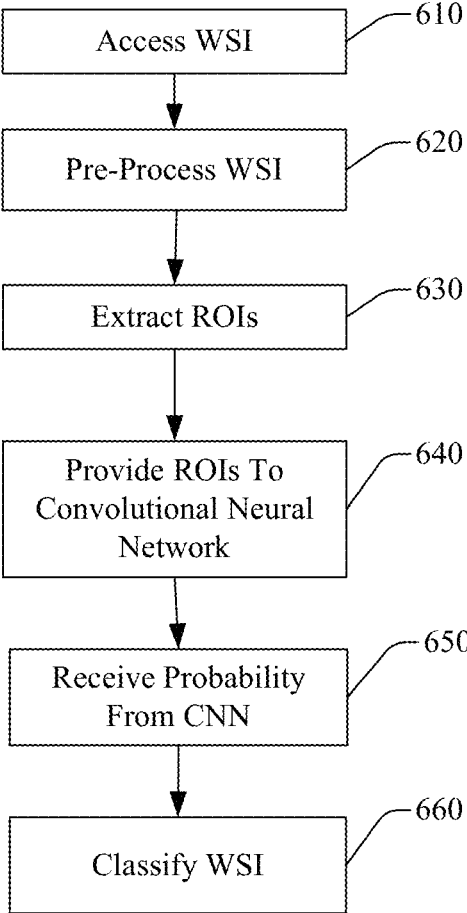 Access WSI
610
Pre-Process WSI
620
Extract ROIs
630
Provide ROIs To
Convolutional Neural
Network
640
Receive Probability
From CNN
650
Classify WSI
660